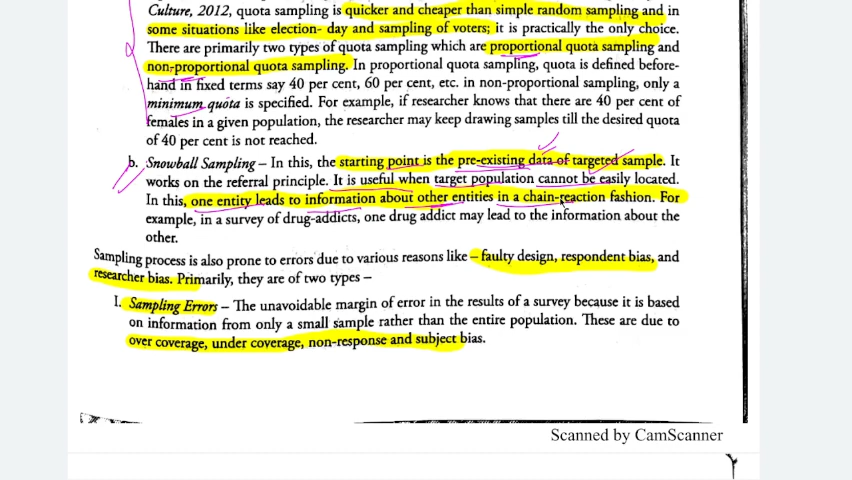 Culture, 2012, quota sampling is quicker and cheaper than simple random sampling and in
some situations like election- day and sampling of voters; it is practically the only choice.
There are primarily two types of quota sampling which are proportional quota sampling and
non-proportional quota sampling. In proportional quota sampling, quota is defined before-
hand in fixed terms say 40 per cent, 60 per cent, etc. in non-proportional sampling, only a
minimum quota is specified. For example, if researcher knows that there are 40 per cent of
females in a given population, the researcher may keep drawing samples till the desired quota
of 40 per cent is not reached.
b. Snowball Sampling – In this, the starting point is the pre-existing data of targeted sample. It
works on the referral principle. It is useful when target population cannot be easily located.
In this, one entity leads to information about other entities in a chain-reaction fashion. For
example, in a survey of drug-addicts, one drug addict may lead to the information about the
other.
Sampling process is also prone to errors due to various reasons like – faulty design, respondent bias, and
researcher bias. Primarily, they are of two types –
I. Sampling Errors – The unavoidable margin of error in the results of a survey because it is based
on information from only a small sample rather than the entire population. These are due to
over coverage, under coverage, non-response and subject bias.
Scanned by CamScanner